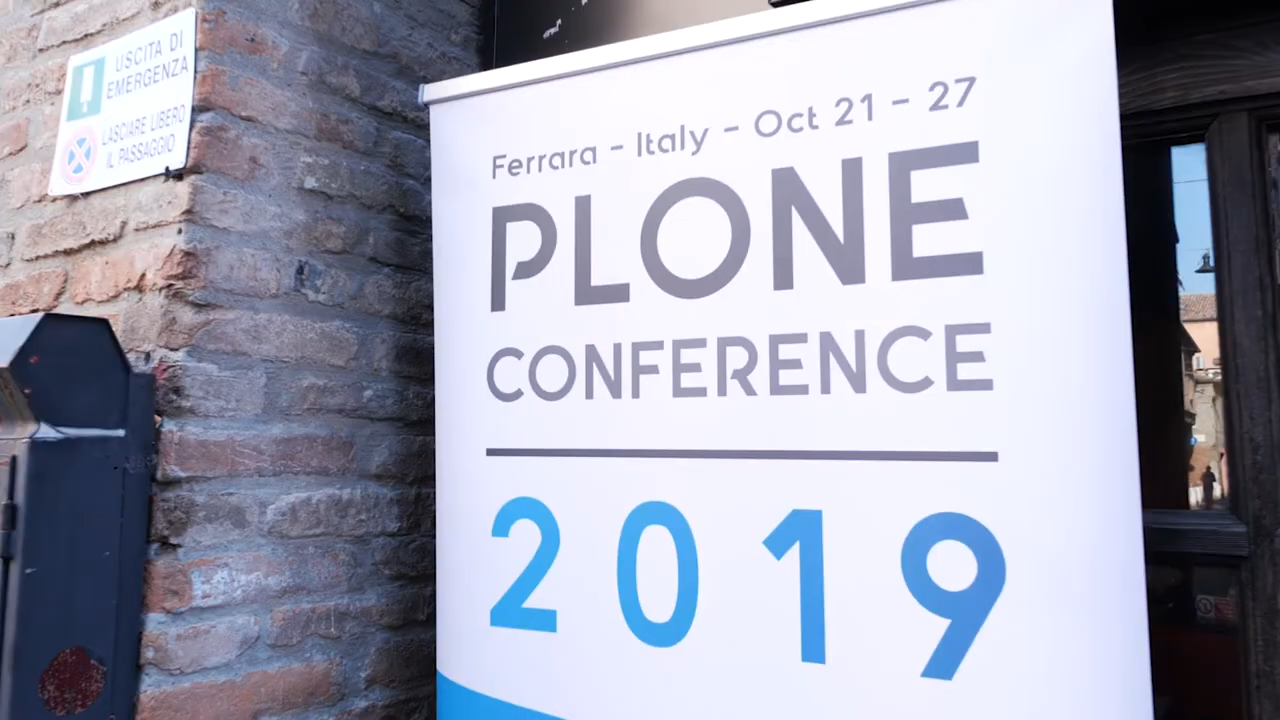 USCITA DI
EMERGENZA
LASCIARE LIBERO
IL PASSAGGIO
Ferrara - Italy - Oct 21 - 27
PLONE
CONFERENCE
2019